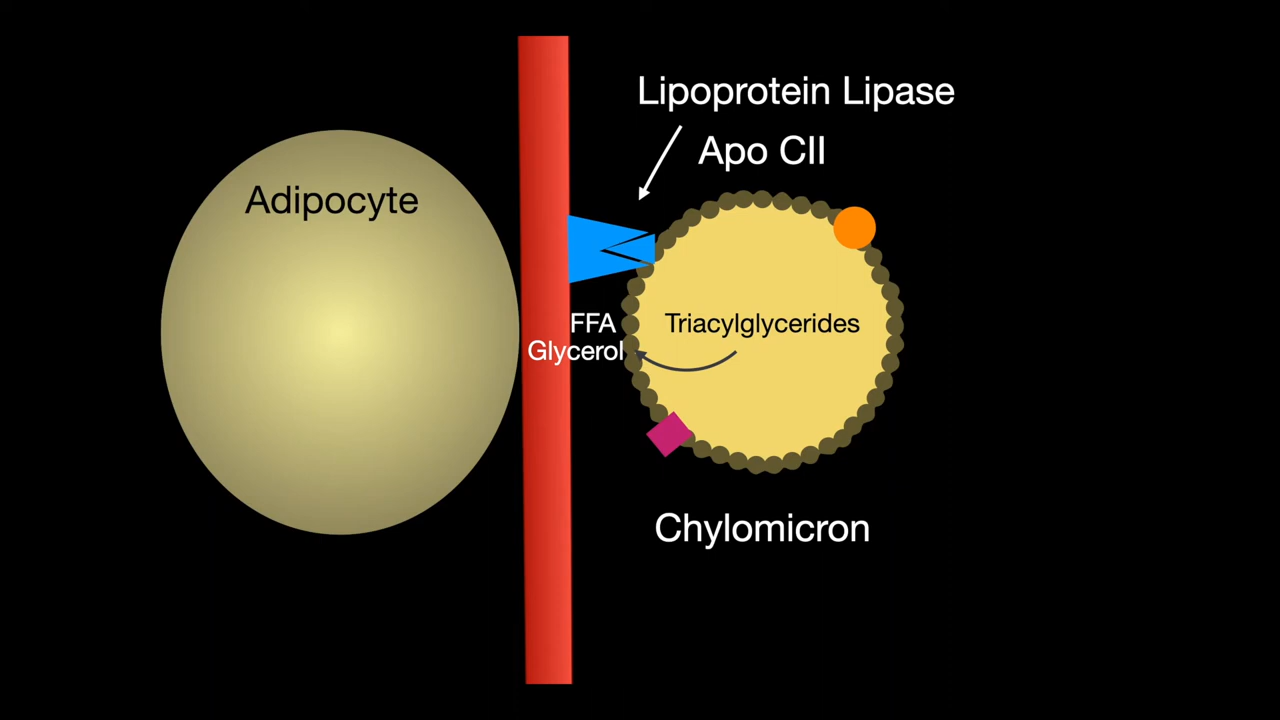 Lipoprotein Lipase
Apo CII
Adipocyte
FFA
Triacylglycerides
Glycerol
Chylomicron